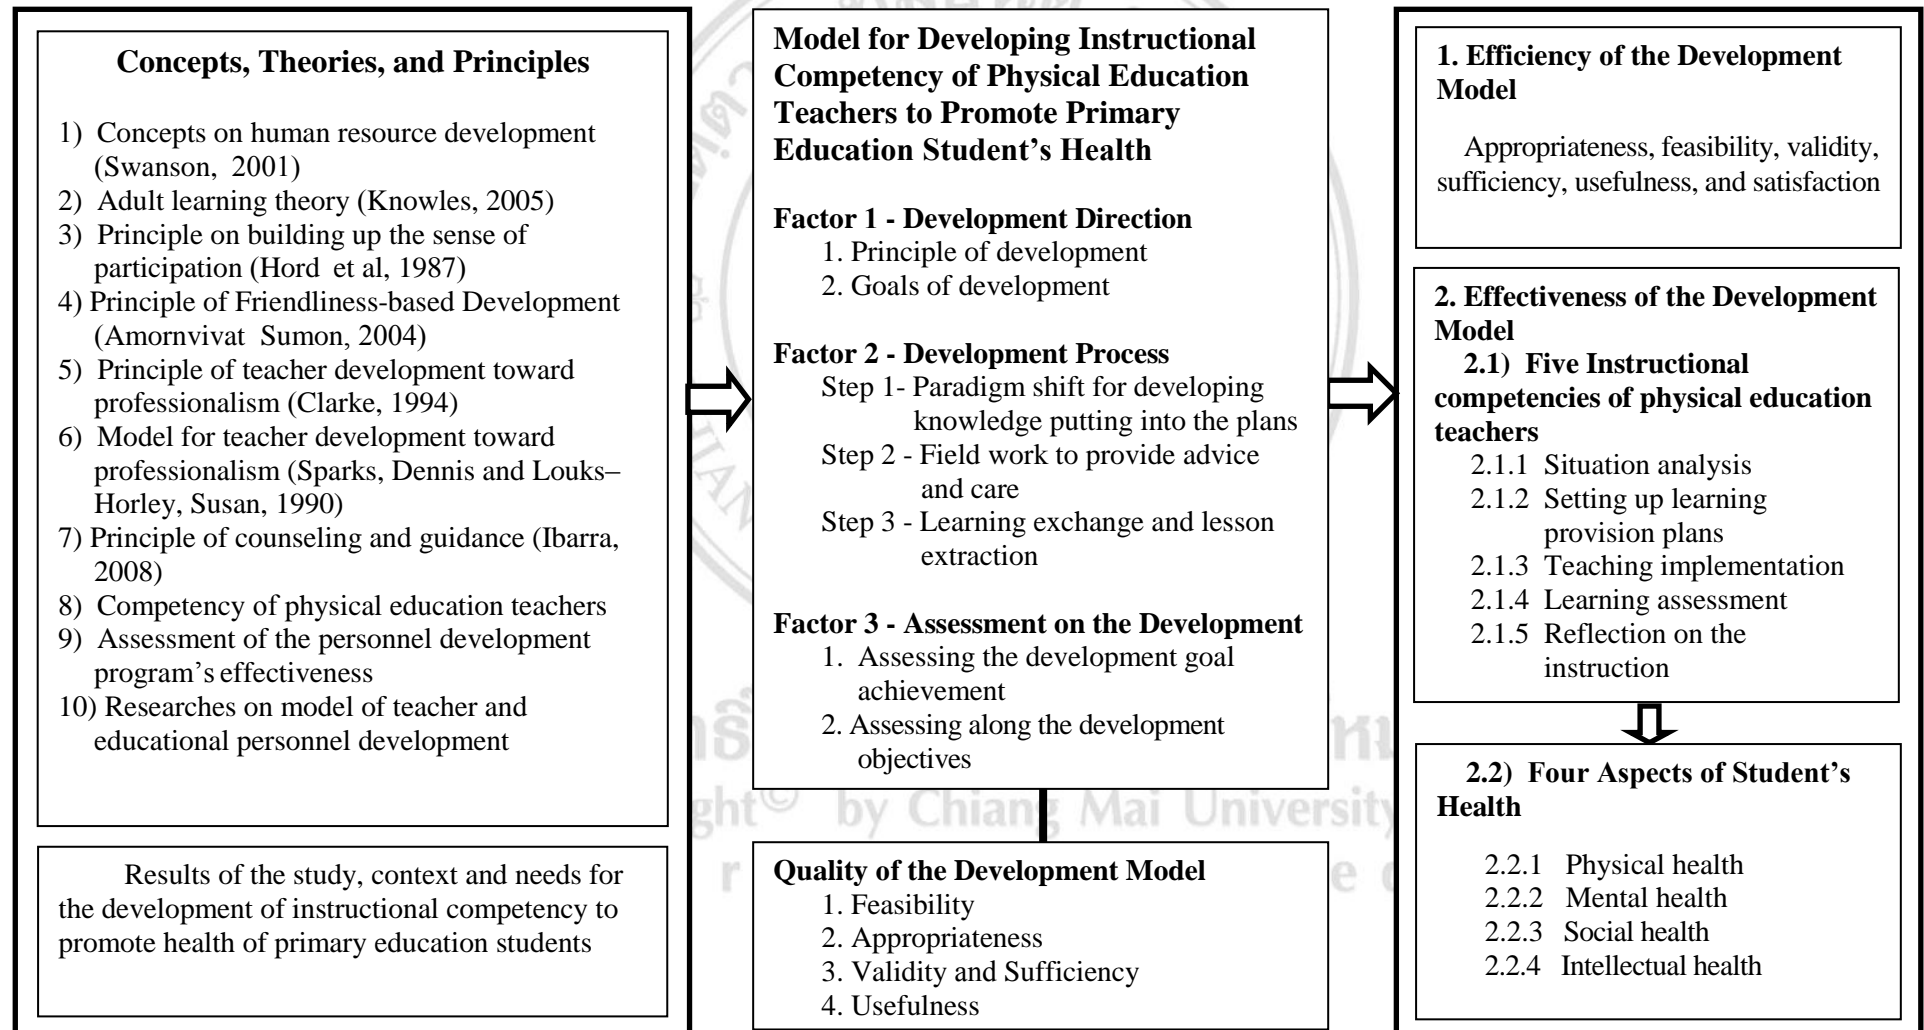 Concepts, Theories, and Principles
1) Concepts on human resource development
(Swanson, 2001)
2) Adult learning theory (Knowles, 2005)
3) Principle on building up the sense of
participation (Hord et al, 1987)
4) Principle of Friendliness-based Development
(Amornvivat Sumon, 2004)
5) Principle of teacher development toward
professionalism (Clarke, 1994)
6) Model for teacher development toward
professionalism (Sparks, Dennis and Louks–
Horley, Susan, 1990)
7) Principle of counseling and guidance (Ibarra,
2008)
8) Competency of physical education teachers
9) Assessment of the personnel development
program's effectiveness
10) Researches on model of teacher and
educational personnel development
Results of the study, context and needs for
the development of instructional competency to
promote health of primary education students
Model for Developing Instructional
Competency of Physical Education
Teachers to Promote Primary
Education Student's Health
Factor 1 - Development Direction
1. Principle of development
2. Goals of development
Factor 2 - Development Process
Step 1- Paradigm shift for developing
knowledge putting into the plans
Step 2 - Field work to provide advice
and care
Step 3 - Learning exchange and lesson
extraction
Factor 3 - Assessment on the Development
1. Assessing the development goal
achievement
2. Assessing along the development
objectives
Quality of the Development Model
1. Feasibility
2. Appropriateness
3. Validity and Sufficiency
4. Usefulness
1. Efficiency of the Development
Model
Appropriateness, feasibility, validity,
sufficiency, usefulness, and satisfaction
2. Effectiveness of the Development
Model
2.1) Five Instructional
competencies of physical education
teachers
2.1.1 Situation analysis
2.1.2 Setting up learning
provision plans
2.1.3 Teaching implementation
2.1.4 Learning assessment
2.1.5 Reflection on the
instruction
2.2) Four Aspects of Student's
Health
2.2.1 Physical health
2.2.2 Mental health
2.2.3 Social health
2.2.4 Intellectual health
by Chiang Mai University